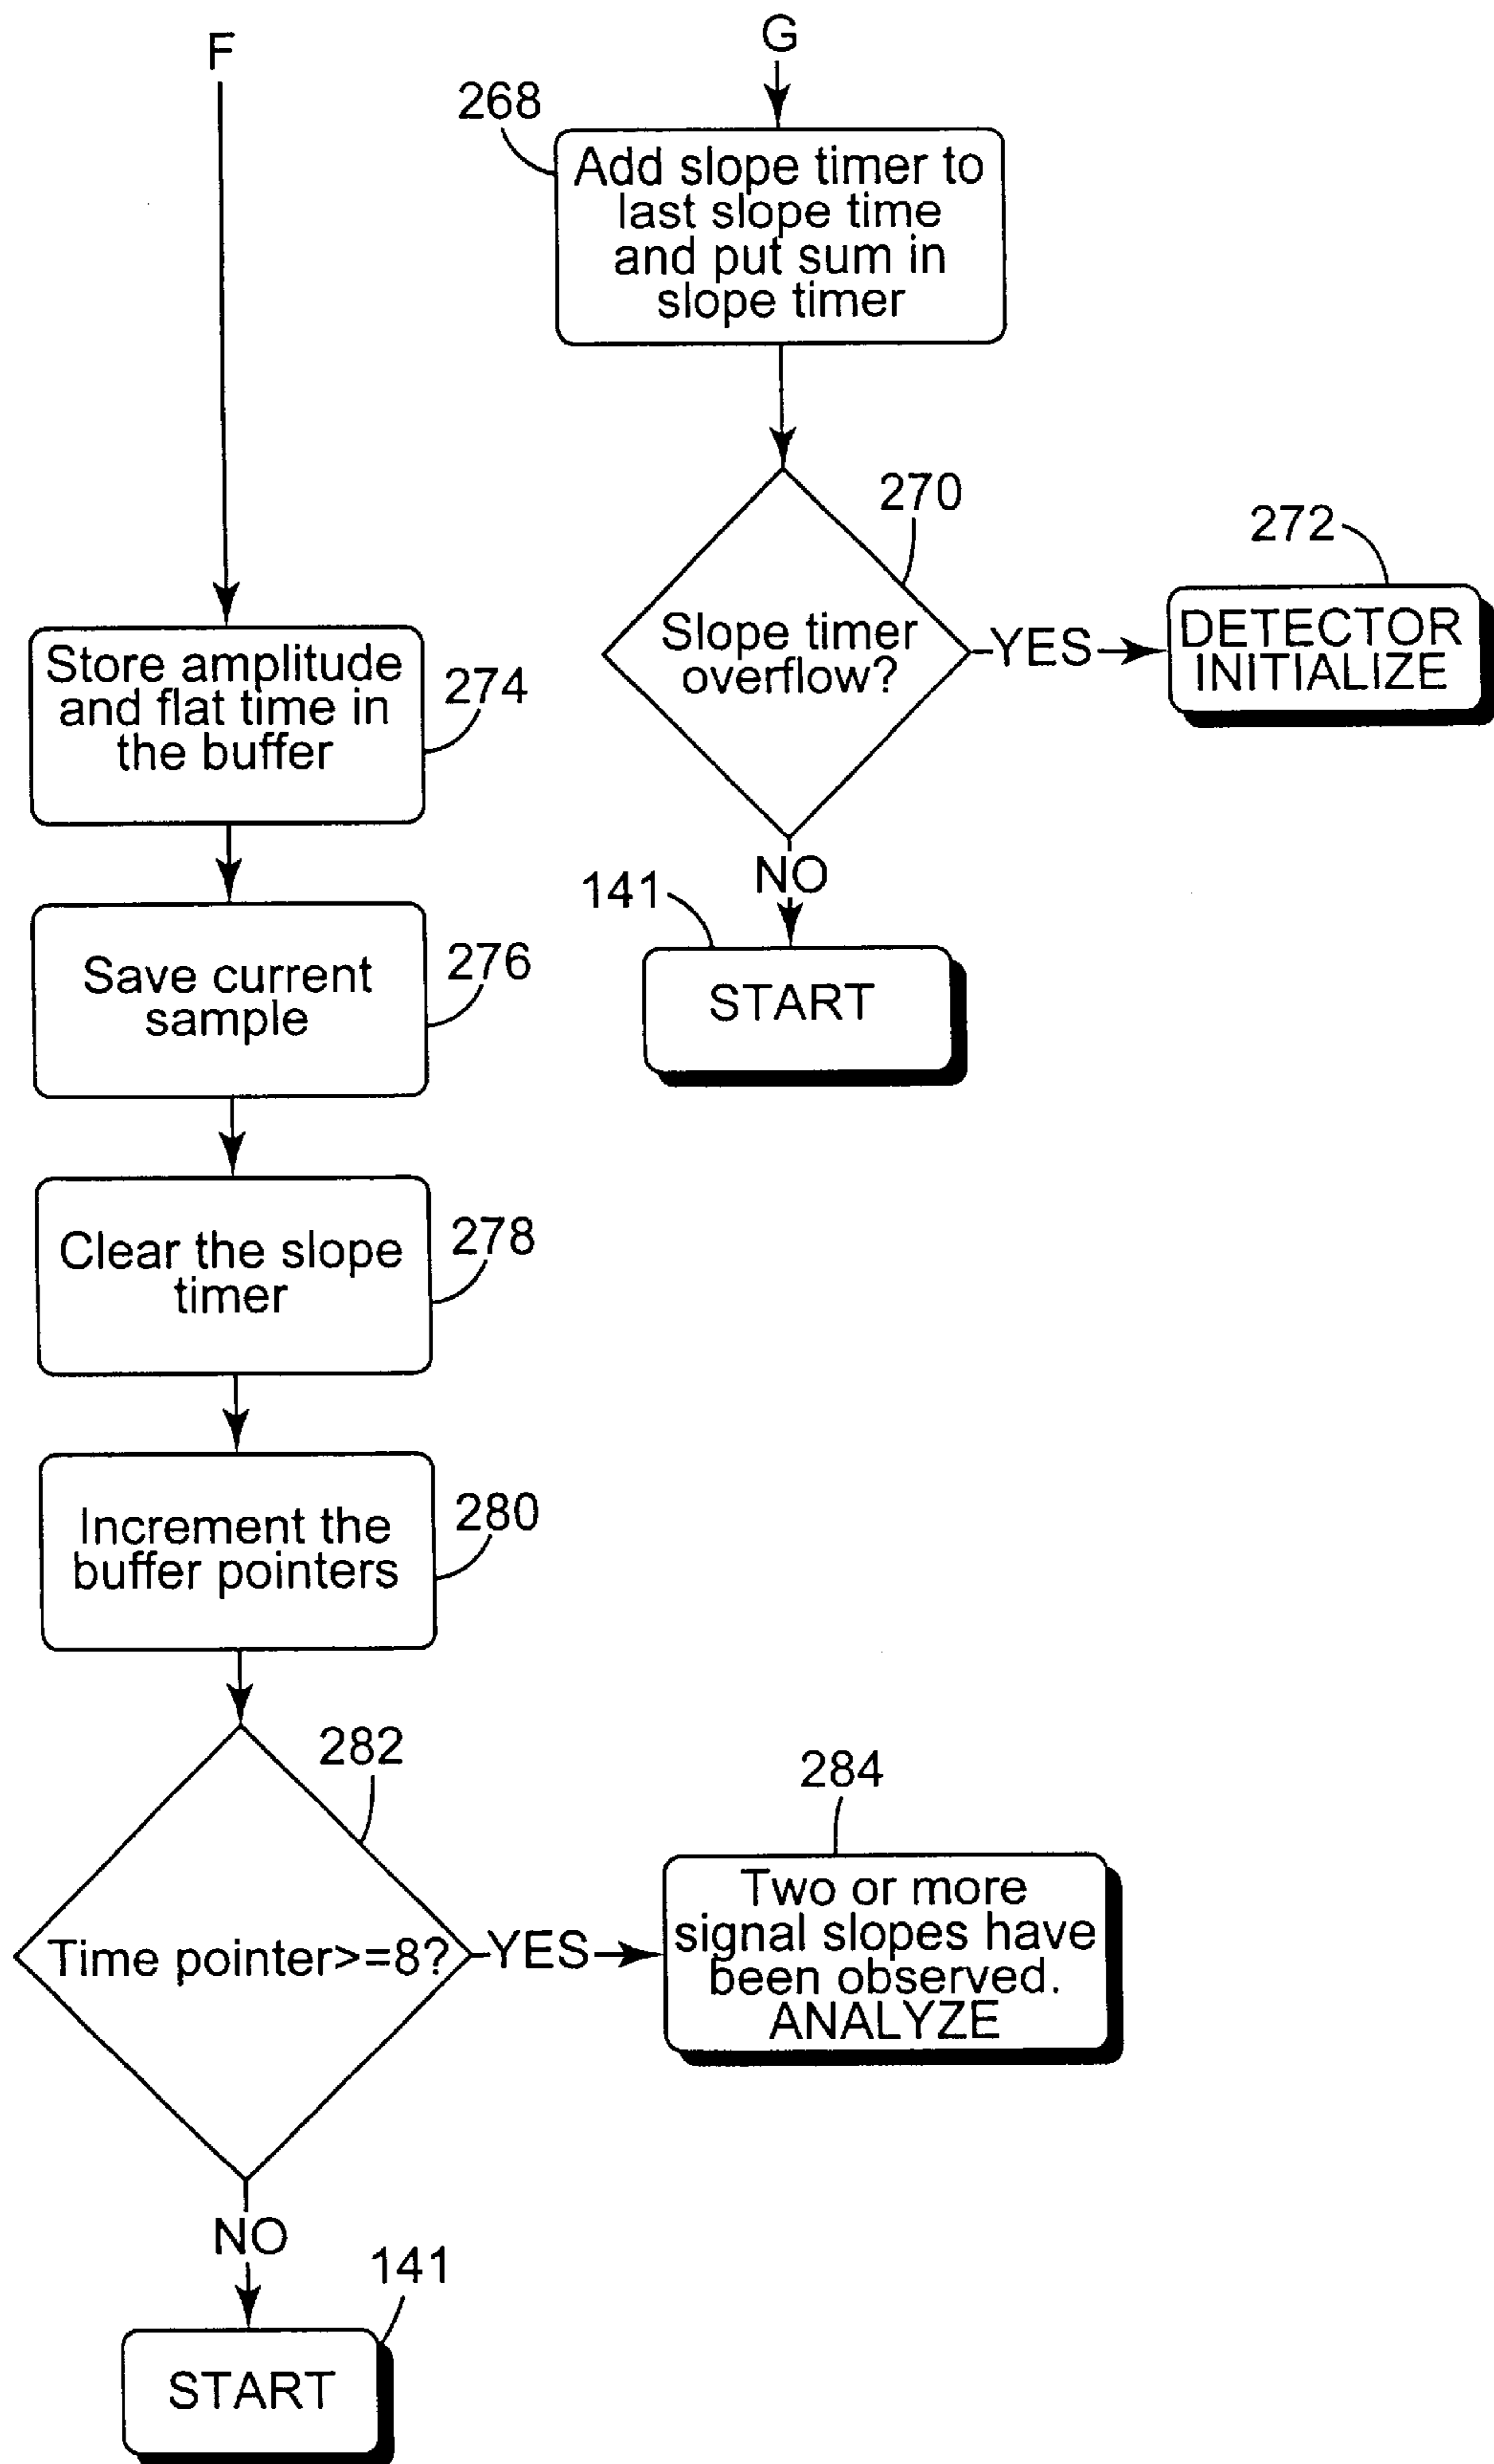 F
G
268
Add slope timer to
last slope time
and put sum in
slope timer
270
Slope timer
overflow?
YES
272
DETECTOR
INITIALIZE
NO
141
START
Store amplitude
and flat time in
the buffer
274
Save current
sample
276
Clear the slope
timer
278
Increment the
buffer pointers
280
282
Time pointer>=8?
YES
284
Two or more
signal slopes have
been observed.
ANALYZE
NO
141
START